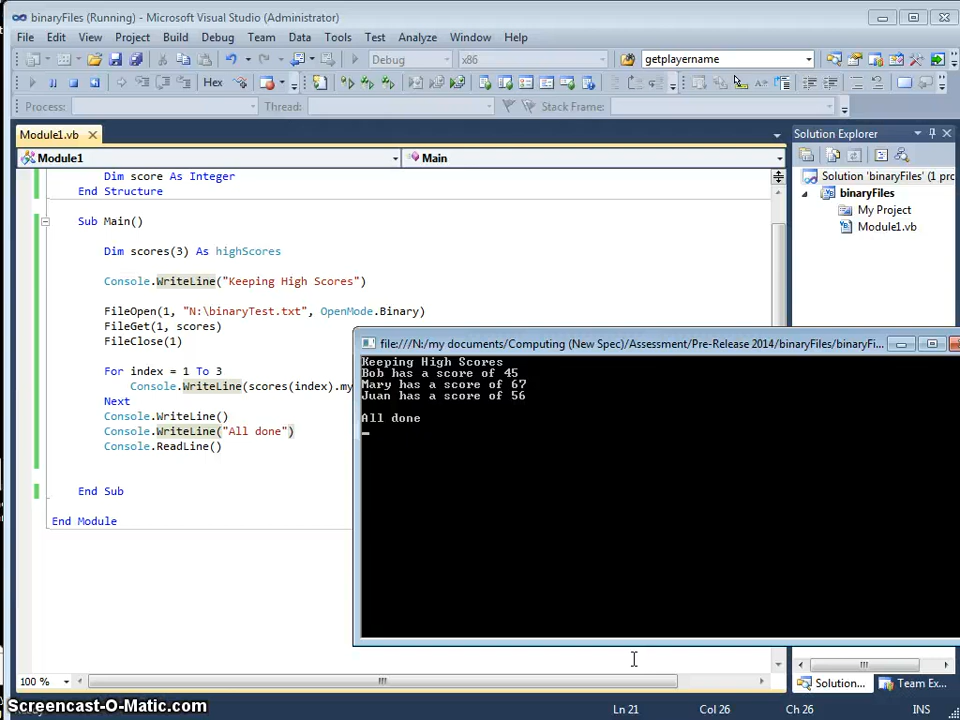 binaryFiles (Running) - Microsoft Visual Studio (Administrator)
File Edit View Project Build Debug Team Data Tools Test Analyze Window Help
Debug x86 getplayername
Hex
Process: Thread: Stack Frame:
Module1.vb
Module1 Main
Dim score As Integer
End Structure
Sub Main()
Dim scores(3) As highScores
Console.WriteLine("Keeping High Scores")
FileOpen(1, "N:\binaryTest.txt", OpenMode.Binary)
FileGet(1, scores)
FileClose(1)
For index = 1 To 3
Console.WriteLine(scores(index).my
Next
Console.WriteLine()
Console.WriteLine("All done")
Console.ReadLine()
End Sub
End Module
file:///N:/my documents/Computing (New Spec)/Assessment/Pre-Release 2014/binaryFiles/binaryFi...
Keeping High Scores
Bob has a score of 45
Mary has a score of 67
Juan has a score of 56
All done
Solution Explorer
Solution 'binaryFiles' (1 pro
binaryFiles
My Project
Module1.vb
Solution... Team Ex...
100 %
Screencast-O-Matic.com
Ln 21 Col 26 Ch 26 INS